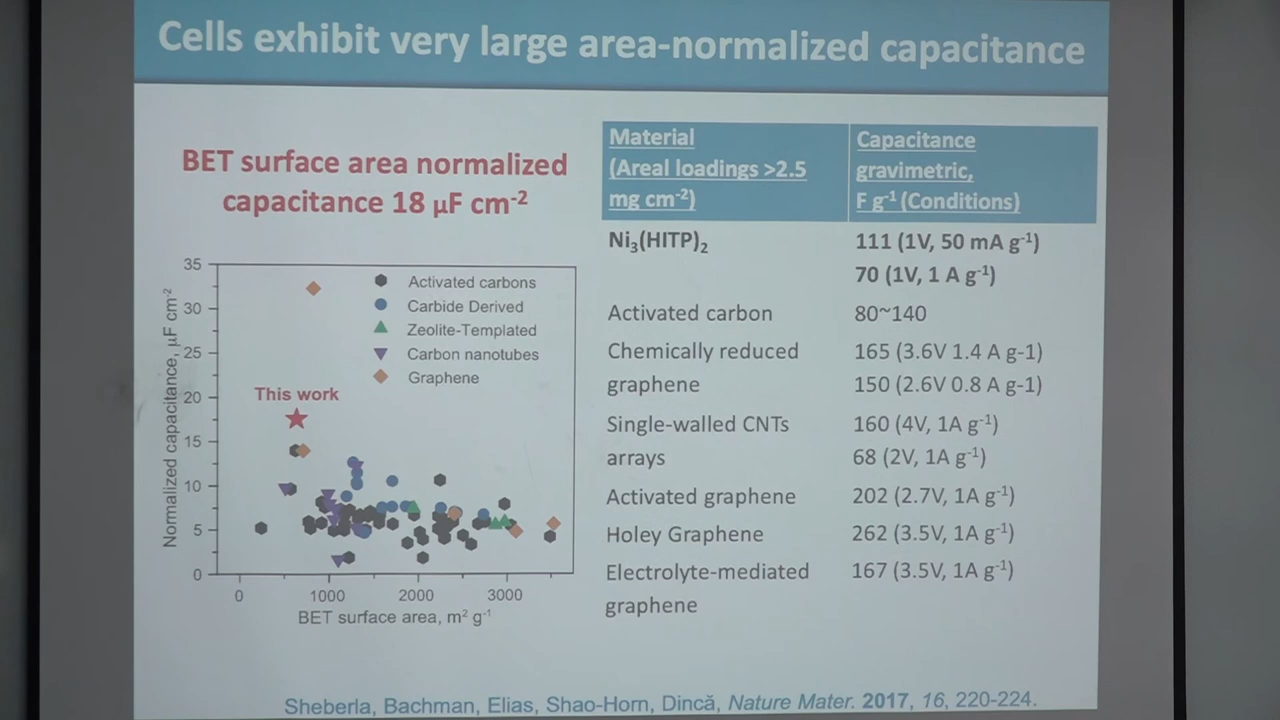 Cells exhibit very large area-normalized capacitance
BET surface area normalized
capacitance 18 µF cm⁻²
35
30
25
20
15
10
5
0
Normalized capacitance, µF cm⁻²
Activated carbons
Carbide Derived
Zeolite-Templated
Carbon nanotubes
Graphene
This work
0 1000 2000 3000
BET surface area, m² g⁻¹
Material
(Areal loadings >2.5
mg cm⁻²)
Capacitance
gravimetric,
F g⁻¹ (Conditions)
Ni₃(HITP)₂ 111 (1V, 50 mA g⁻¹)
70 (1V, 1 A g⁻¹)
Activated carbon 80~140
Chemically reduced 165 (3.6V 1.4 A g-1)
graphene 150 (2.6V 0.8 A g-1)
Single-walled CNTs 160 (4V, 1A g⁻¹)
arrays 68 (2V, 1A g⁻¹)
Activated graphene 202 (2.7V, 1A g⁻¹)
Holey Graphene 262 (3.5V, 1A g⁻¹)
Electrolyte-mediated 167 (3.5V, 1A g⁻¹)
graphene
Sheberla, Bachman, Elias, Shao-Horn, Dincă, Nature Mater. 2017, 16, 220-224.